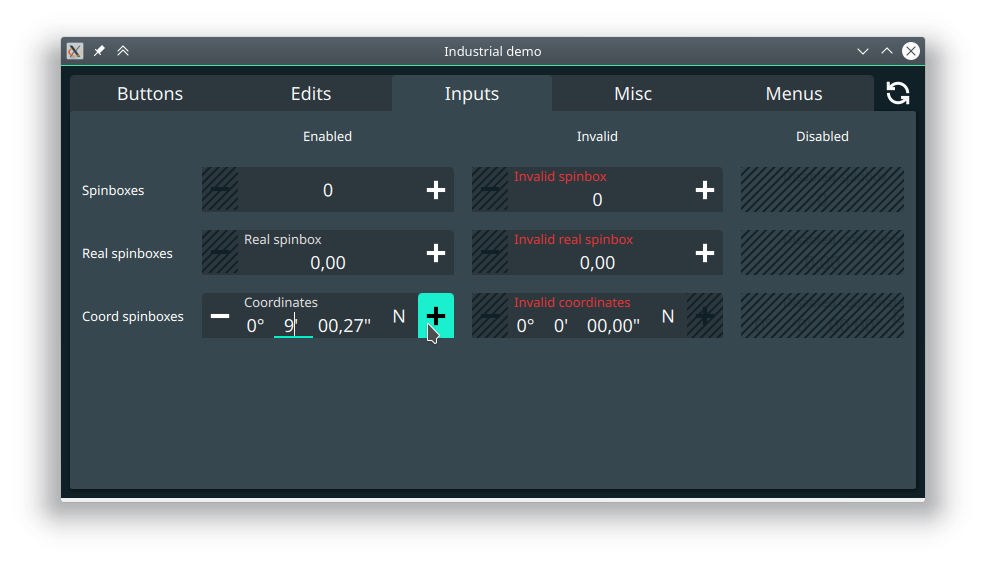 Industrial demo
Buttons Edits Inputs Misc Menus
Enabled Invalid Disabled
Spinboxes 0 Invalid spinbox 0
Real spinboxes Real spinbox 0,00 Invalid real spinbox 0,00
Coord spinboxes Coordinates 0° 9' 00,27" N Invalid coordinates 0° 0' 00,00" N